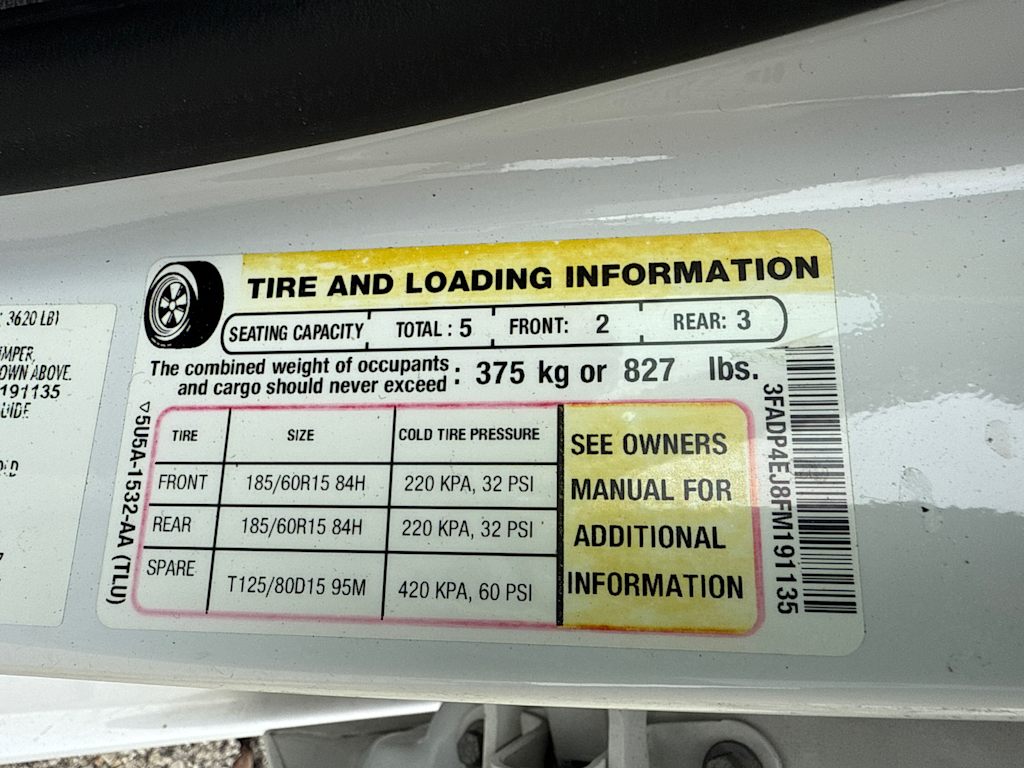 3620 LB)
OWN ABOVE.
191135
TIRE AND LOADING INFORMATION
SEATING CAPACITY TOTAL : 5 FRONT: 2 REAR: 3
The combined weight of occupants
and cargo should never exceed : 375 kg or 827 lbs.
TIRE SIZE COLD TIRE PRESSURE
FRONT 185/60R15 84H 220 KPA, 32 PSI
REAR 185/60R15 84H 220 KPA, 32 PSI
SPARE T125/80D15 95M 420 KPA, 60 PSI
SEE OWNERS
MANUAL FOR
ADDITIONAL
INFORMATION
5U5A-1532-AA (TLU)
3FADP4EJ8FM191135